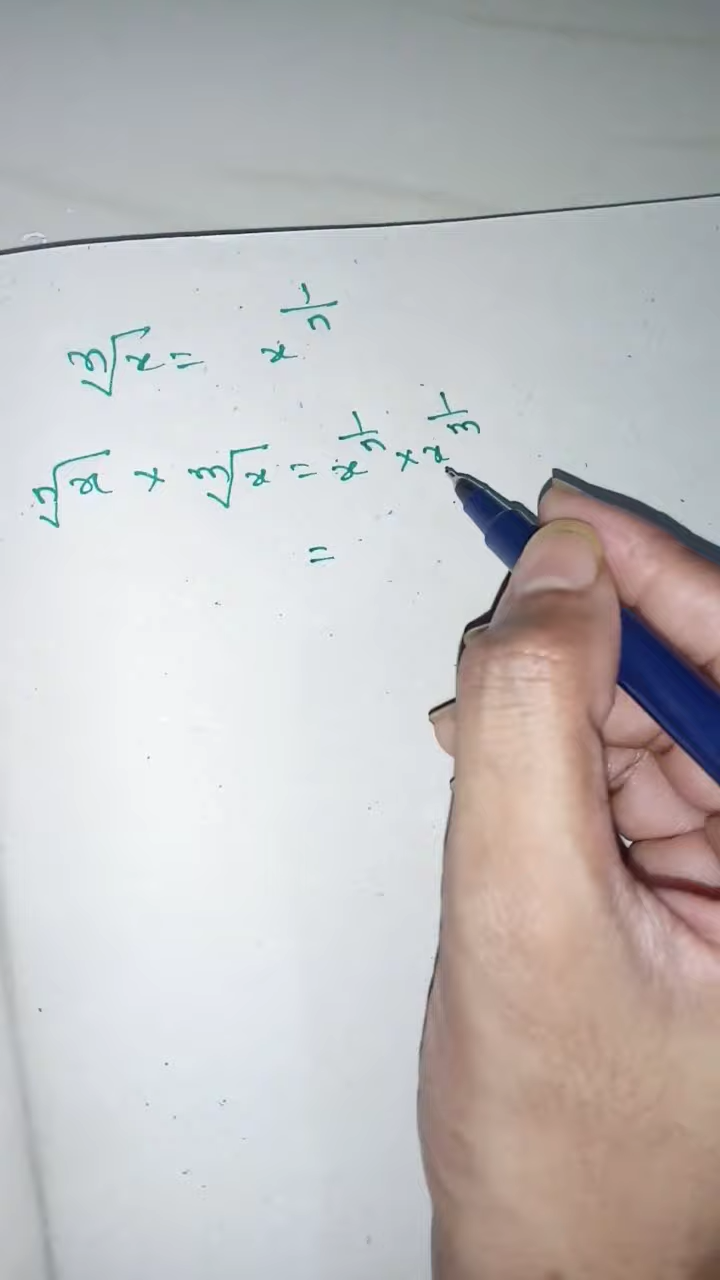 ᵐ√x = x^(1/n)
ⁿ√x × ᵐ√x = x^(1/n) × x^(1/m)
=